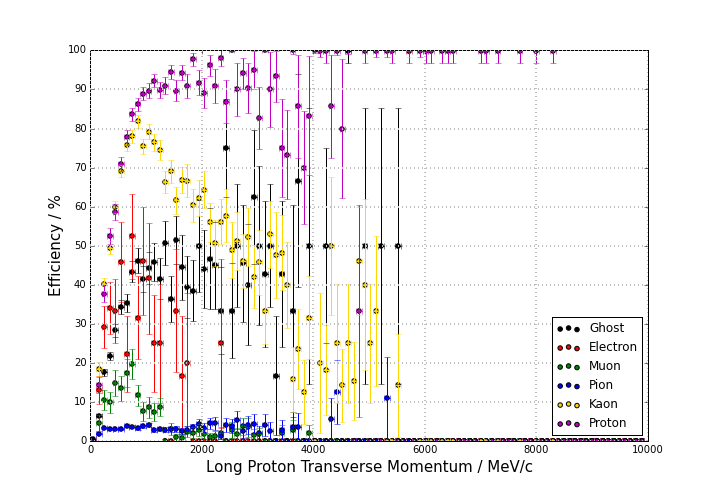 100
90
80
70
60
50
40
30
20
10
0
Efficiency / %
0 2000 4000 6000 8000 10000
Long Proton Transverse Momentum / MeV/c
Ghost
Electron
Muon
Pion
Kaon
Proton